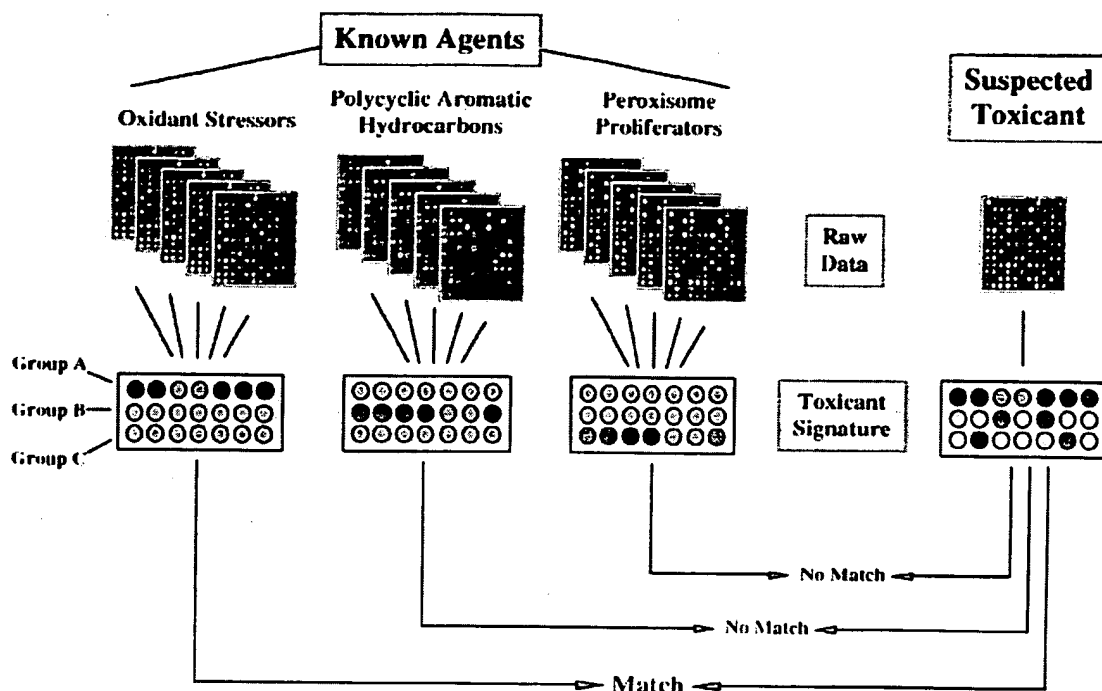 Known Agents
Suspected
Toxicant
Oxidant Stressors
Polycyclic Aromatic
Hydrocarbons
Peroxisome
Proliferators
Raw
Data
Group A
Group B
Group C
Toxicant
Signature
No Match
No Match
Match